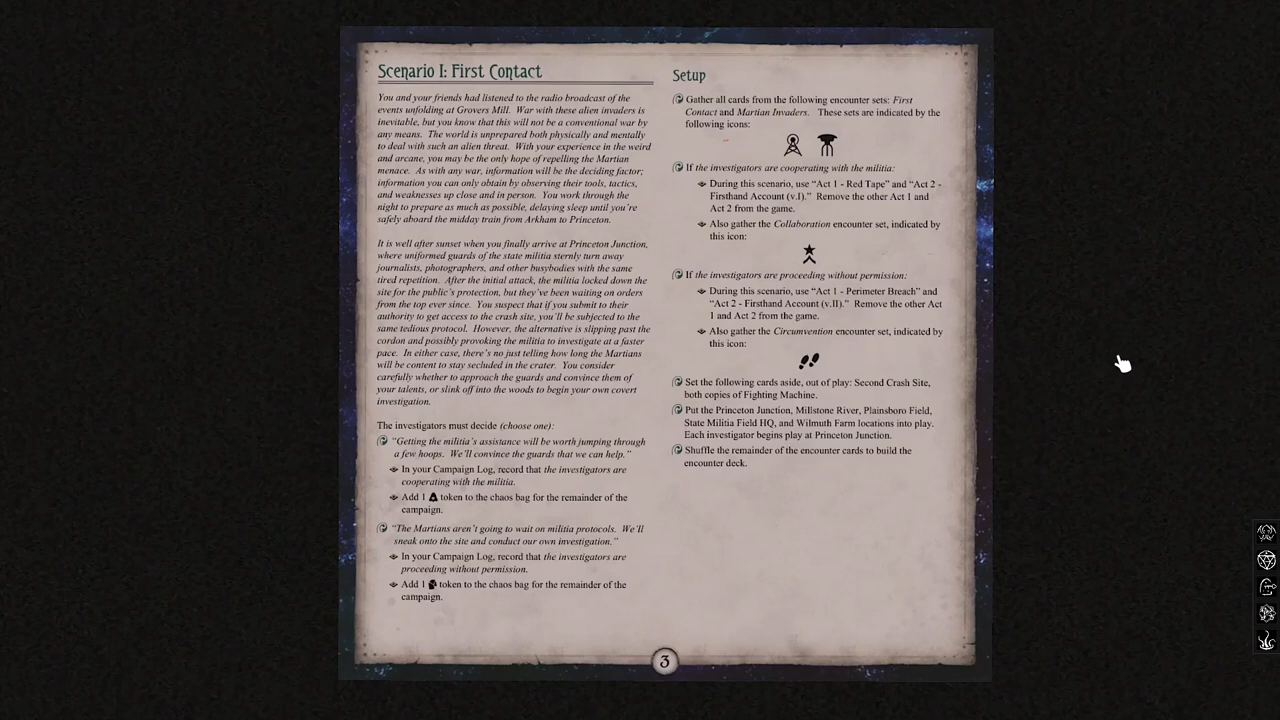 Scenario I: First Contact
You and your friends had listened to the radio broadcast of the
events unfolding at Grovers Mill.  War with these alien invaders is
inevitable, but you know that this will not be a conventional war by
any means.  The world is unprepared both physically and mentally
to deal with such an alien threat.  With your experience in the weird
and arcane, you may be the only hope of repelling the Martian
menace.  As with any war, information will be the deciding factor;
information you can only obtain by observing their tools, tactics,
and weaknesses up close and in person.  You work through the
night to prepare as much as possible, delaying sleep until you're
safely aboard the midday train from Arkham to Princeton.
It is well after sunset when you finally arrive at Princeton Junction,
where uniformed guards of the state militia sternly turn away
journalists, photographers, and other busybodies with the same
tired repetition.  After the initial attack, the militia locked down the
site for the public's protection, but they've been waiting on orders
from the top ever since.  You suspect that if you submit to their
authority to get access to the crash site, you'll be subjected to the
same tedious protocol.  However, the alternative is slipping past the
cordon and possibly provoking the militia to investigate at a faster
pace.  In either case, there's no just telling how long the Martians
will be content to stay secluded in the crater.  You consider
carefully whether to approach the guards and convince them of
your talents, or slink off into the woods to begin your own covert
investigation.
The investigators must decide (choose one):
"Getting the militia's assistance will be worth jumping through
a few hoops.  We'll convince the guards that we can help."
In your Campaign Log, record that the investigators are
cooperating with the militia.
Add 1 token to the chaos bag for the remainder of the
campaign.
"The Martians aren't going to wait on militia protocols.  We'll
sneak onto the site and conduct our own investigation."
In your Campaign Log, record that the investigators are
proceeding without permission.
Add 1 token to the chaos bag for the remainder of the
campaign.
Setup
Gather all cards from the following encounter sets: First
Contact and Martian Invaders.  These sets are indicated by the
following icons:
If the investigators are cooperating with the militia:
During this scenario, use "Act 1 - Red Tape" and "Act 2 -
Firsthand Account (v.I)."  Remove the other Act 1 and
Act 2 from the game.
Also gather the Collaboration encounter set, indicated by
this icon:
If the investigators are proceeding without permission:
During this scenario, use "Act 1 - Perimeter Breach" and
"Act 2 - Firsthand Account (v.II)."  Remove the other Act
1 and Act 2 from the game.
Also gather the Circumvention encounter set, indicated by
this icon:
Set the following cards aside, out of play: Second Crash Site,
both copies of Fighting Machine.
Put the Princeton Junction, Millstone River, Plainsboro Field,
State Militia Field HQ, and Wilmuth Farm locations into play.
Each investigator begins play at Princeton Junction.
Shuffle the remainder of the encounter cards to build the
encounter deck.
3